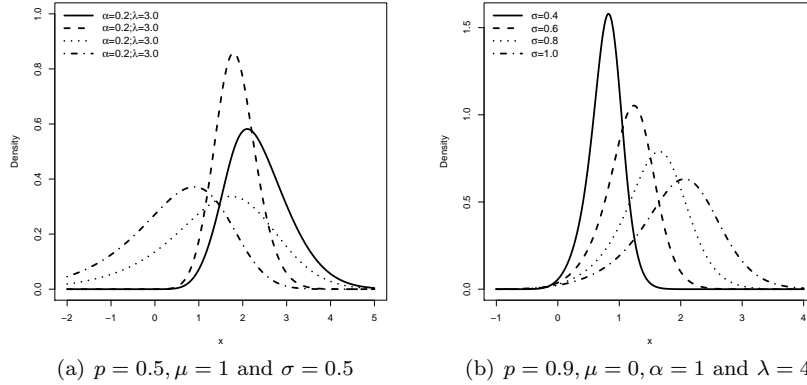 α=0.2;λ=3.0
α=0.2;λ=3.0
α=0.2;λ=3.0
α=0.2;λ=3.0
Density
0.0 0.2 0.4 0.6 0.8 1.0
−2 −1 0 1 2 3 4 5
x
(a) p = 0.5, μ = 1 and σ = 0.5
σ=0.4
σ=0.6
σ=0.8
σ=1.0
Density
0.0 0.5 1.0 1.5
−1 0 1 2 3 4
x
(b) p = 0.9, μ = 0, α = 1 and λ = 4